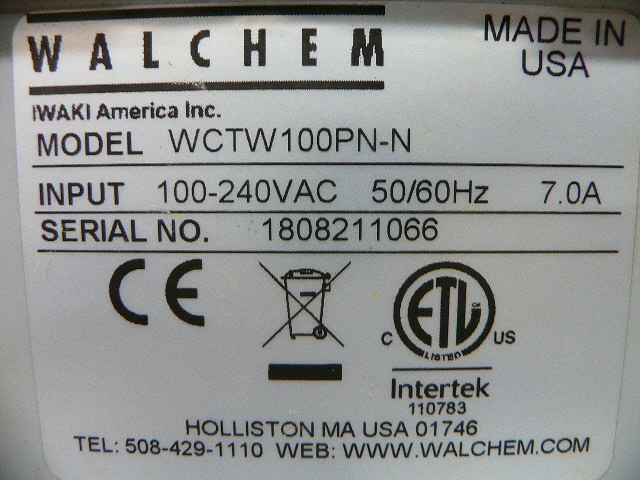 WALCHEM
MADE IN
USA
IWAKI America Inc.
MODEL WCTW100PN-N
INPUT 100-240VAC 50/60Hz 7.0A
SERIAL NO. 1808211066
CE
ETL
CM
C US
LISTED
Intertek
110783
HOLLISTON MA USA 01746
TEL: 508-429-1110 WEB: WWW.WALCHEM.COM